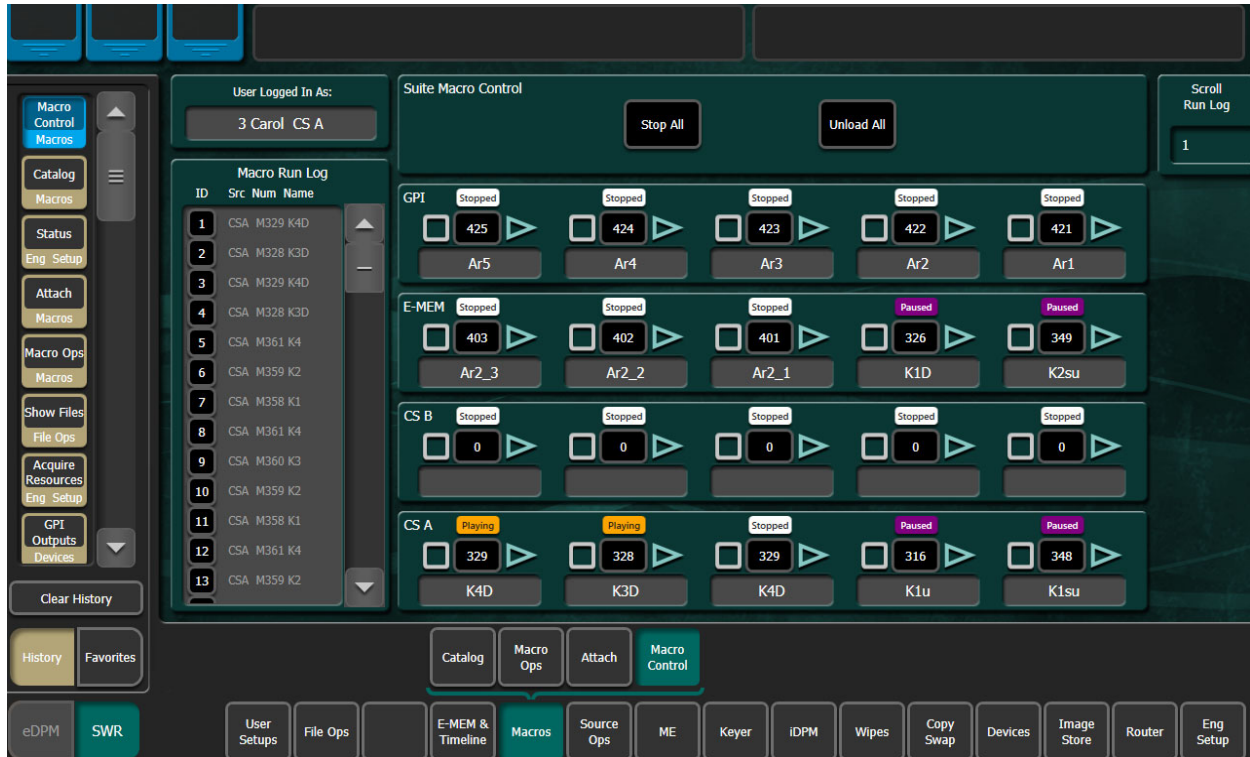 User Logged In As:
3 Carol CS A
Suite Macro Control
Stop All
Unload All
Scroll
Run Log
1
Macro
Control
Macros
Catalog
Macros
Status
Eng Setup
Attach
Macros
Macro Ops
Macros
Show Files
File Ops
Acquire
Resources
Eng Setup
GPI
Outputs
Devices
Clear History
History
Favorites
Macro Run Log
ID Src Num Name
1 CSA M329 K4D
2 CSA M328 K3D
3 CSA M329 K4D
4 CSA M328 K3D
5 CSA M361 K4
6 CSA M359 K2
7 CSA M358 K1
8 CSA M361 K4
9 CSA M360 K3
10 CSA M359 K2
11 CSA M358 K1
12 CSA M361 K4
13 CSA M359 K2
GPI
Stopped Stopped Stopped Stopped Stopped
425 424 423 422 421
Ar5 Ar4 Ar3 Ar2 Ar1
E-MEM
Stopped Stopped Stopped Paused Paused
403 402 401 326 349
Ar2_3 Ar2_2 Ar2_1 K1D K2su
CS B
Stopped Stopped Stopped Stopped Stopped
0 0 0 0 0
CS A
Playing Playing Stopped Paused Paused
329 328 329 316 348
K4D K3D K4D K1u K1su
Catalog
Macro
Ops
Attach
Macro
Control
eDPM
SWR
User
Setups
File Ops
E-MEM &
Timeline
Macros
Source
Ops
ME
Keyer
iDPM
Wipes
Copy
Swap
Devices
Image
Store
Router
Eng
Setup